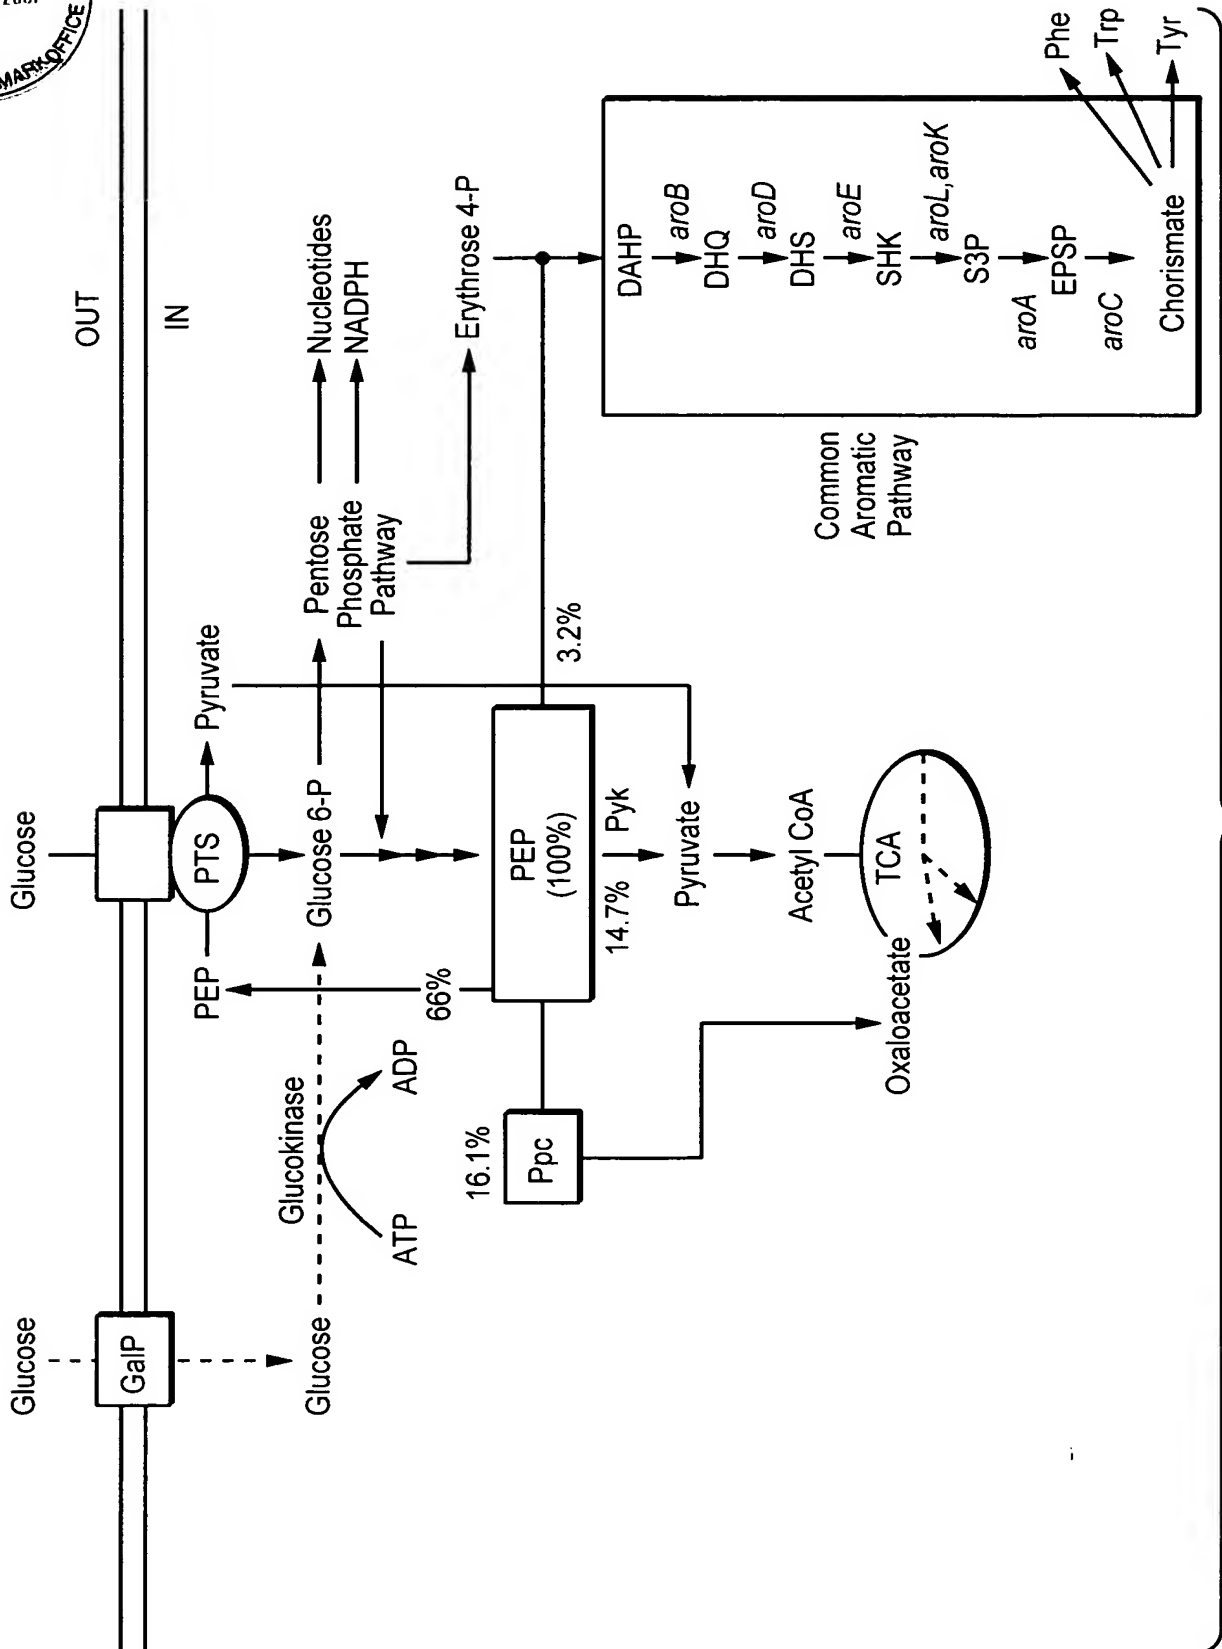 MARK OFFICE
OUT
IN
Glucose
Glucose
GalP
PTS
PEP
Pyruvate
Glucose
Glucokinase
ATP
ADP
Glucose 6-P
Pentose
Phosphate
Pathway
Nucleotides
NADPH
Erythrose 4-P
66%
16.1%
Ppc
PEP
(100%)
3.2%
14.7%
Pyk
Pyruvate
Acetyl CoA
Oxaloacetate
TCA
Common
Aromatic
Pathway
DAHP
aroB
DHQ
aroD
DHS
aroE
SHK
aroL, aroK
S3P
aroA
EPSP
aroC
Chorismate
Phe
Trp
Tyr